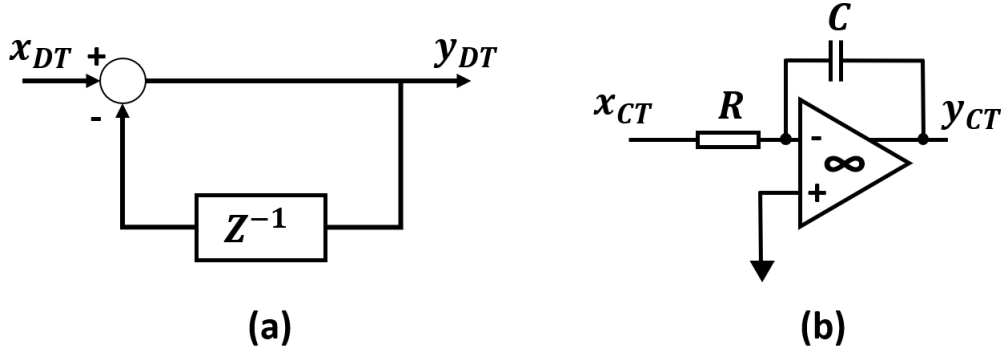 x_DT + y_DT
-
Z^{-1}
(a)
C
x_CT R y_CT
- ∞
+
(b)